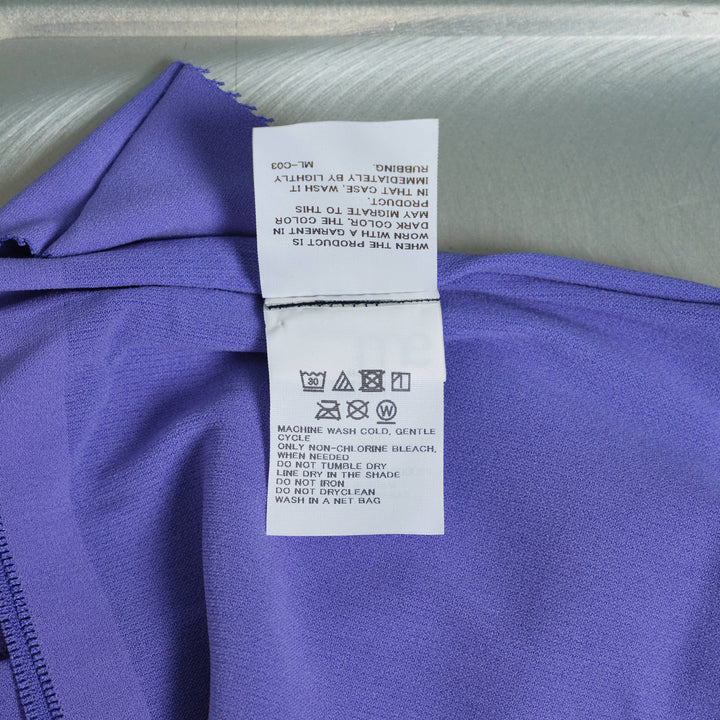 WHEN THE PRODUCT IS
WORN WITH A GARMENT IN
DARK COLOR, THE COLOR
MAY MIGRATE TO THIS
PRODUCT.
IN THAT CASE, WASH IT
IMMEDIATELY BY LIGHTLY
RUBBING.
ML-C03
30
W
MACHINE WASH COLD, GENTLE
CYCLE
ONLY NON-CHLORINE BLEACH,
WHEN NEEDED
DO NOT TUMBLE DRY
LINE DRY IN THE SHADE
DO NOT IRON
DO NOT DRYCLEAN
WASH IN A NET BAG